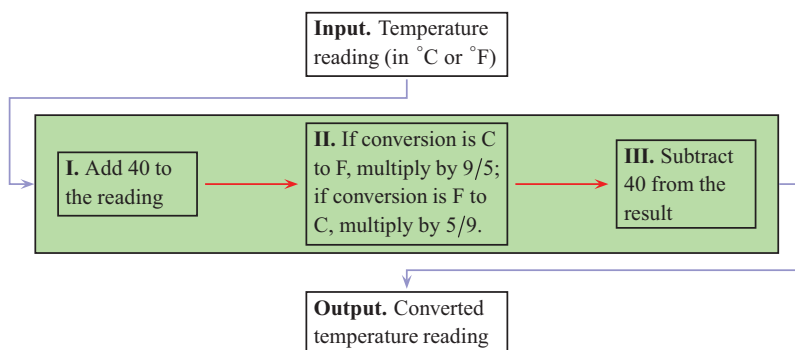 Input. Temperature
reading (in °C or °F)
I. Add 40 to
the reading
II. If conversion is C
to F, multiply by 9/5;
if conversion is F to
C, multiply by 5/9.
III. Subtract
40 from the
result
Output. Converted
temperature reading